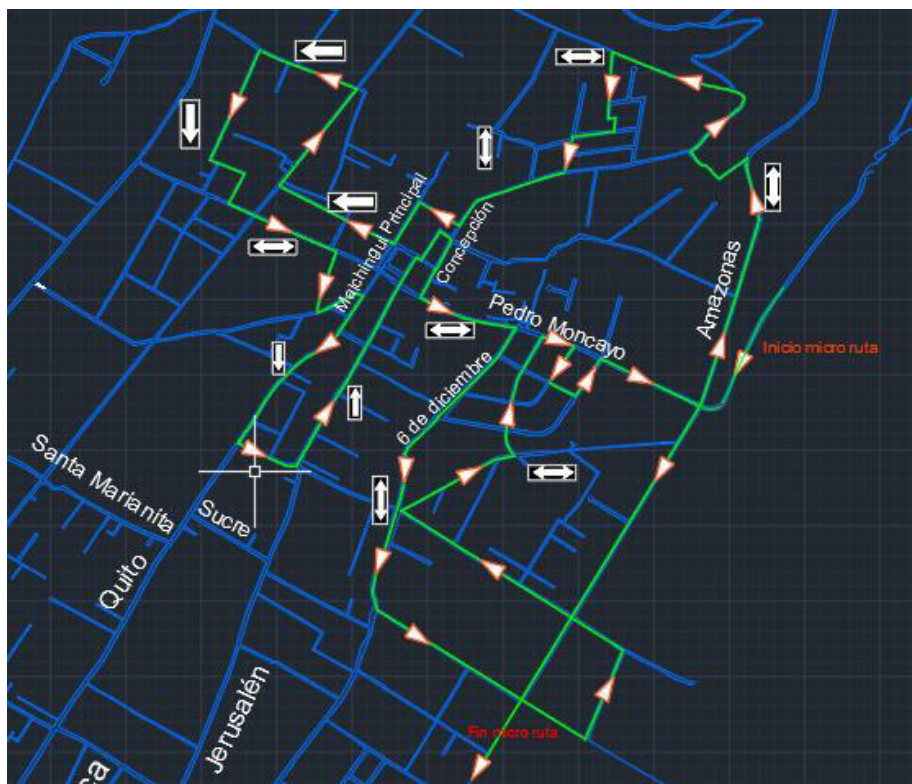 Malchinguí Principal
Concepción
Pedro Moncayo
Amazonas
Inicio micro ruta
6 de diciembre
Santa Marianita
Sucre
Quito
Jerusalén
Fin micro ruta